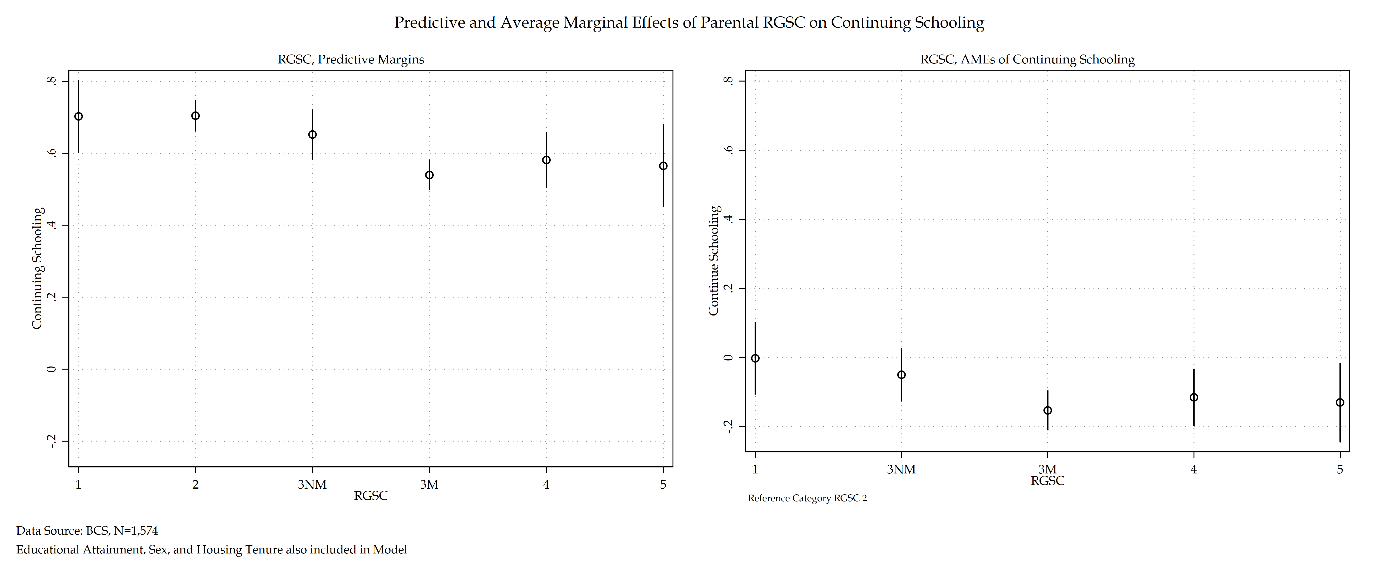 Predictive and Average Marginal Effects of Parental RGSC on Continuing Schooling
RGSC, Predictive Margins
Continuing Schooling
.8
.6
.4
.2
0
-.2
1 2 3NM 3M 4 5
RGSC
RGSC, AMEs of Continuing Schooling
Continue Schooling
.8
.6
.4
.2
0
-.2
1 3NM 3M 4 5
RGSC
Reference Category RGSC 2
Data Source: BCS, N=1,574
Educational Attainment, Sex, and Housing Tenure also included in Model